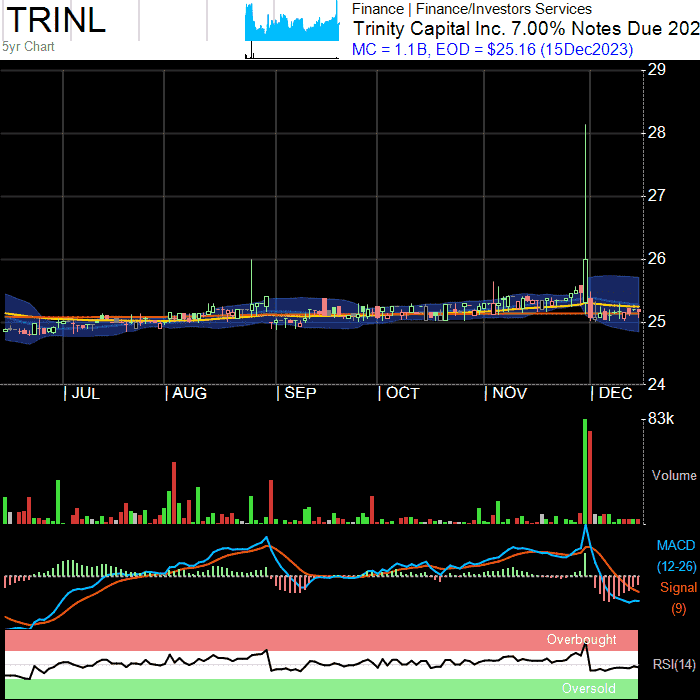 TRINL
Finance | Finance/Investors Services
Trinity Capital Inc. 7.00% Notes Due 202
5yr Chart
MC = 1.1B, EOD = $25.16 (15Dec2023)
29
28
27
26
25
24
JUL AUG SEP OCT NOV DEC
83k
Volume
MACD
(12-26)
Signal
(9)
Overbought
RSI(14)
Oversold